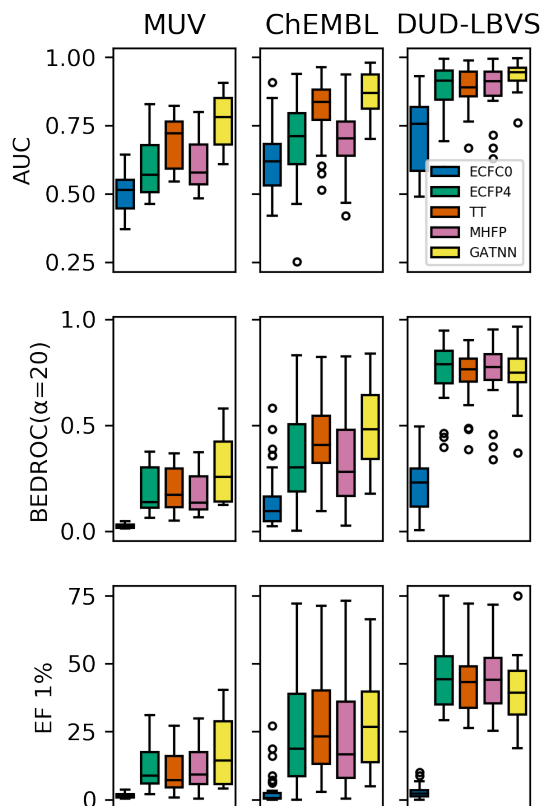 MUV ChEMBL DUD-LBVS
AUC
1.00
0.75
0.50
0.25
ECFC0
ECFP4
TT
MHFP
GATNN
BEDROC(α=20)
1.0
0.5
0.0
EF 1%
75
50
25
0